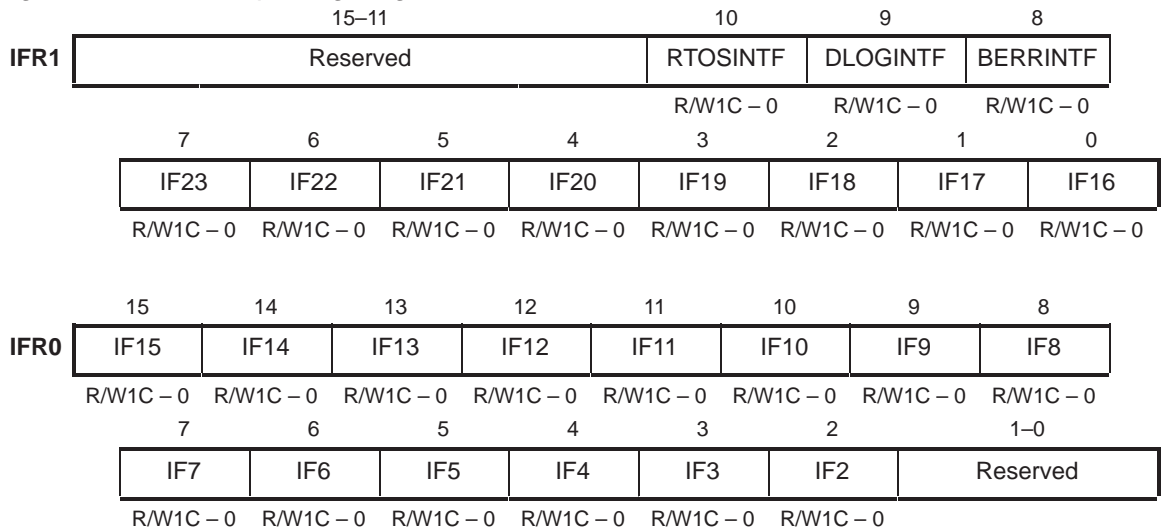 15–11 10 9 8
IFR1 Reserved RTOSINTF DLOGINTF BERRINTF
R/W1C – 0 R/W1C – 0 R/W1C – 0
7 6 5 4 3 2 1 0
IF23 IF22 IF21 IF20 IF19 IF18 IF17 IF16
R/W1C – 0 R/W1C – 0 R/W1C – 0 R/W1C – 0 R/W1C – 0 R/W1C – 0 R/W1C – 0 R/W1C – 0
15 14 13 12 11 10 9 8
IFR0 IF15 IF14 IF13 IF12 IF11 IF10 IF9 IF8
R/W1C – 0 R/W1C – 0 R/W1C – 0 R/W1C – 0 R/W1C – 0 R/W1C – 0 R/W1C – 0 R/W1C – 0
7 6 5 4 3 2 1–0
IF7 IF6 IF5 IF4 IF3 IF2 Reserved
R/W1C – 0 R/W1C – 0 R/W1C – 0 R/W1C – 0 R/W1C – 0 R/W1C – 0